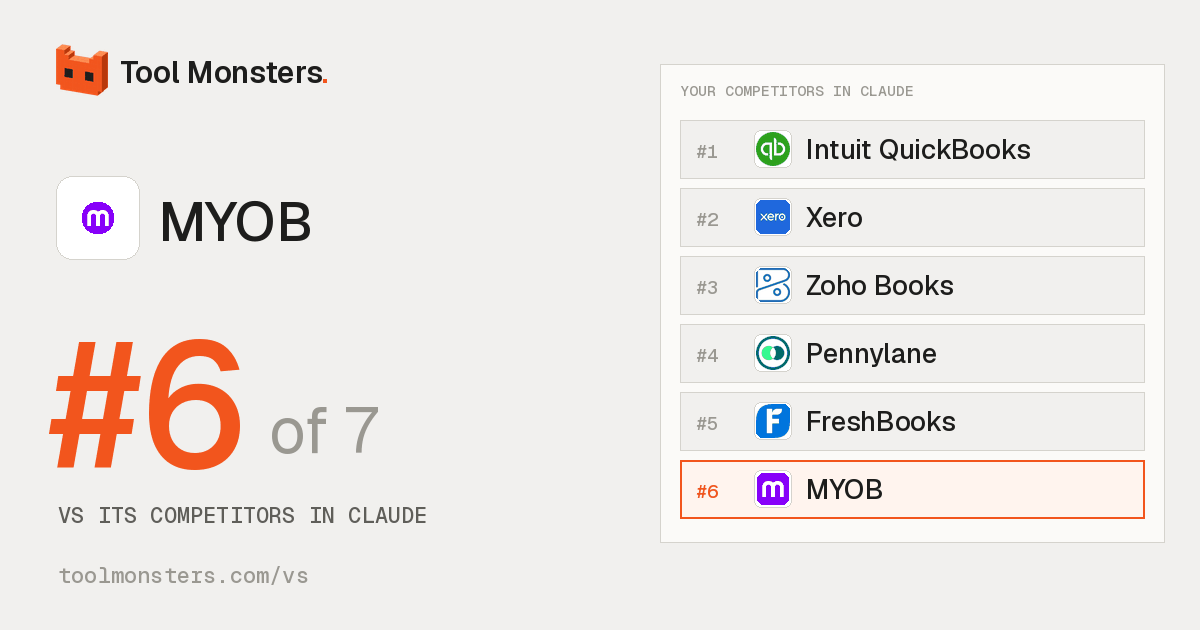 Tool Monsters.
MYOB
#6 of 7
VS ITS COMPETITORS IN CLAUDE
toolmonsters.com/vs
YOUR COMPETITORS IN CLAUDE
#1 qb Intuit QuickBooks
#2 xero Xero
#3 Zoho Books
#4 Pennylane
#5 F FreshBooks
#6 m MYOB